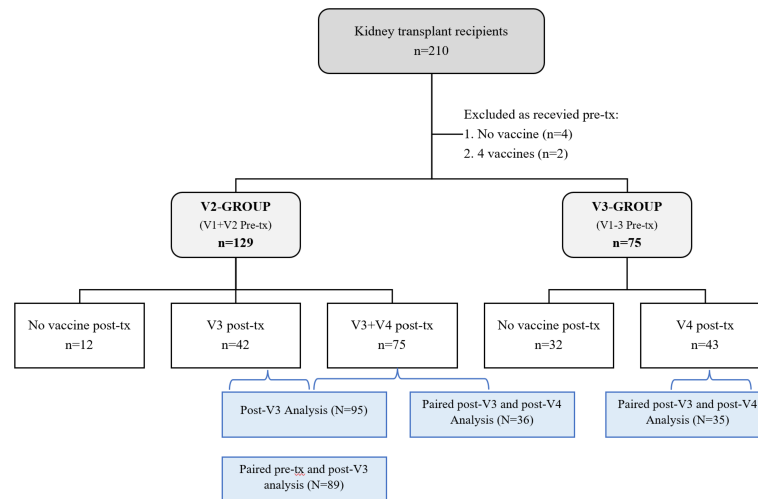 Kidney transplant recipients
n=210
Excluded as recevied pre-tx:
1. No vaccine (n=4)
2. 4 vaccines (n=2)
V2-GROUP
(V1+V2 Pre-tx)
n=129
V3-GROUP
(V1-3 Pre-tx)
n=75
No vaccine post-tx
n=12
V3 post-tx
n=42
V3+V4 post-tx
n=75
No vaccine post-tx
n=32
V4 post-tx
n=43
Post-V3 Analysis (N=95)
Paired post-V3 and post-V4
Analysis (N=36)
Paired post-V3 and post-V4
Analysis (N=35)
Paired pre-tx and post-V3
analysis (N=89)